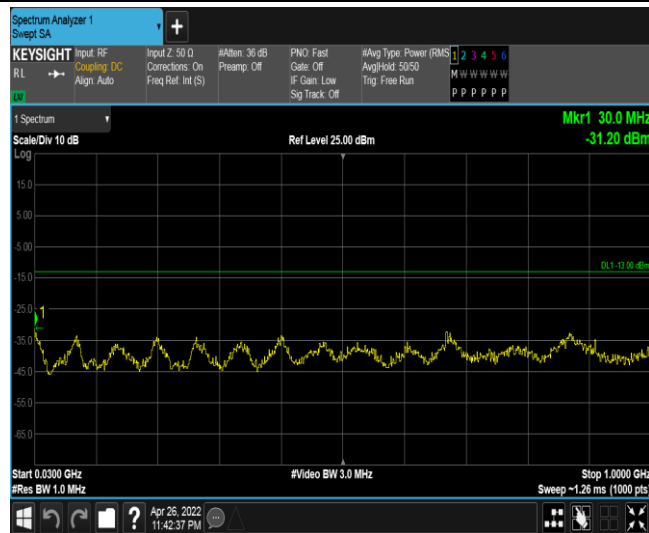 Spectrum Analyzer 1
Swept SA
+
KEYSIGHT
RL
Input: RF
Coupling: DC
Align: Auto
Input Z: 50 Ω
Corrections: On
Freq Ref: Int (S)
#Atten: 36 dB
Preamp: Off
PNO: Fast
Gate: Off
IF Gain: Low
Sig Track: Off
#Avg Type: Power (RMS
Avg|Hold: 50/50
Trig: Free Run
1 2 3 4 5 6
M W W W W W
P P P P P P
1 Spectrum
Scale/Div 10 dB
Ref Level 25.00 dBm
Mkr1 30.0 MHz
-31.20 dBm
Log
15.0
5.00
-5.00
-15.0
-25.0
-35.0
-45.0
-55.0
-65.0
DL1 -13.00 dBm
1
Start 0.0300 GHz
#Video BW 3.0 MHz
Stop 1.0000 GHz
#Res BW 1.0 MHz
Sweep ~1.26 ms (1000 pts)
?
Apr 26, 2022
11:42:37 PM